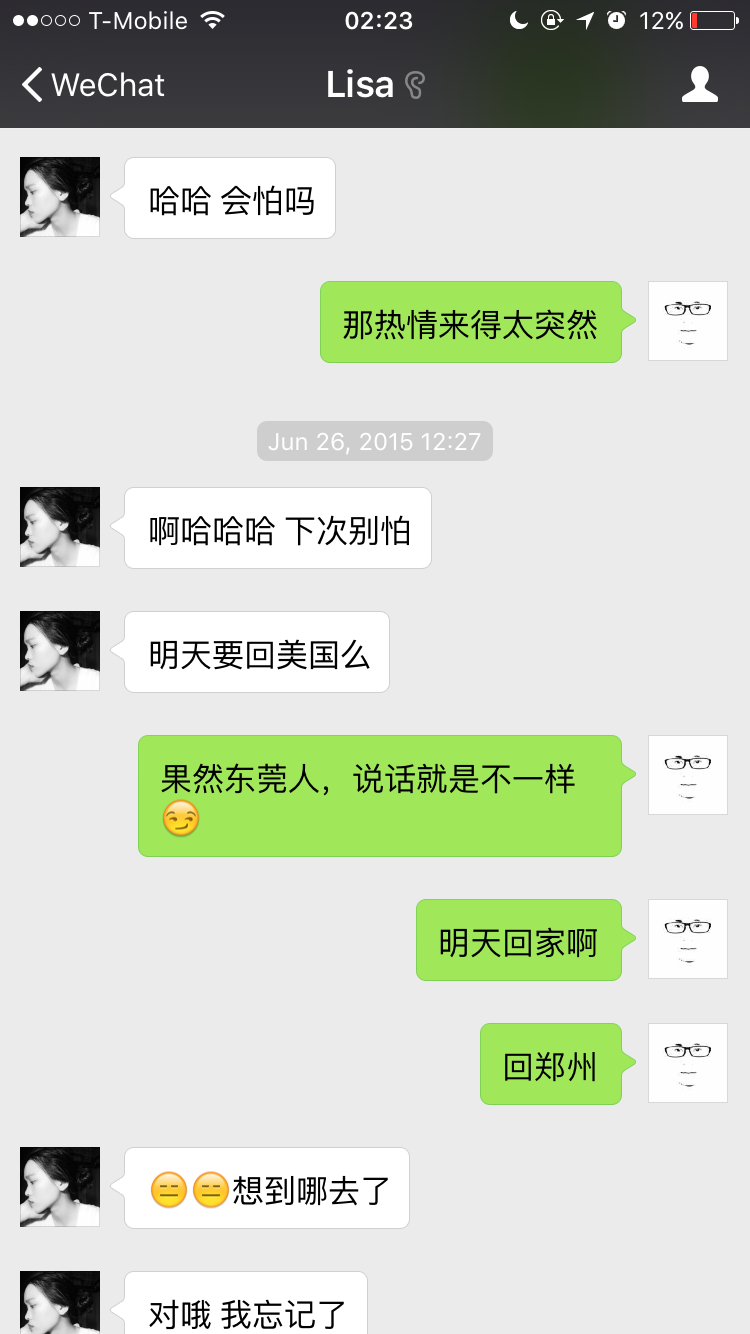 T-Mobile 02:23 12%
WeChat Lisa
哈哈 会怕吗
那热情来得太突然
Jun 26, 2015 12:27
啊哈哈哈 下次别怕
明天要回美国么
果然东莞人，说话就是不一样
😏
明天回家啊
回郑州
😑😑想到哪去了
对哦 我忘记了